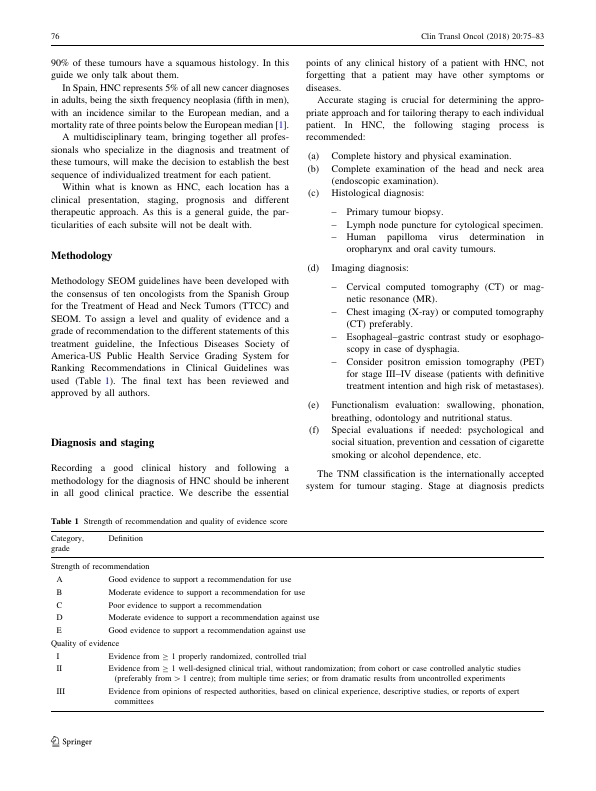 76
Clin Transl Oncol (2018) 20:75–83
90% of these tumours have a squamous histology. In this
guide we only talk about them.
In Spain, HNC represents 5% of all new cancer diagnoses
in adults, being the sixth frequency neoplasia (fifth in men),
with an incidence similar to the European median, and a
mortality rate of three points below the European median [1].
A multidisciplinary team, bringing together all profes-
sionals who specialize in the diagnosis and treatment of
these tumours, will make the decision to establish the best
sequence of individualized treatment for each patient.
Within what is known as HNC, each location has a
clinical presentation, staging, prognosis and different
therapeutic approach. As this is a general guide, the par-
ticularities of each subsite will not be dealt with.
Methodology
Methodology SEOM guidelines have been developed with
the consensus of ten oncologists from the Spanish Group
for the Treatment of Head and Neck Tumors (TTCC) and
SEOM. To assign a level and quality of evidence and a
grade of recommendation to the different statements of this
treatment guideline, the Infectious Diseases Society of
America-US Public Health Service Grading System for
Ranking Recommendations in Clinical Guidelines was
used (Table 1). The final text has been reviewed and
approved by all authors.
Diagnosis and staging
Recording a good clinical history and following a
methodology for the diagnosis of HNC should be inherent
in all good clinical practice. We describe the essential
points of any clinical history of a patient with HNC, not
forgetting that a patient may have other symptoms or
diseases.
Accurate staging is crucial for determining the appro-
priate approach and for tailoring therapy to each individual
patient. In HNC, the following staging process is
recommended:
(a) Complete history and physical examination.
(b) Complete examination of the head and neck area
(endoscopic examination).
(c) Histological diagnosis:
– Primary tumour biopsy.
– Lymph node puncture for cytological specimen.
– Human papilloma virus determination in
oropharynx and oral cavity tumours.
(d) Imaging diagnosis:
– Cervical computed tomography (CT) or mag-
netic resonance (MR).
– Chest imaging (X-ray) or computed tomography
(CT) preferably.
– Esophageal–gastric contrast study or esophago-
scopy in case of dysphagia.
– Consider positron emission tomography (PET)
for stage III–IV disease (patients with definitive
treatment intention and high risk of metastases).
(e) Functionalism evaluation: swallowing, phonation,
breathing, odontology and nutritional status.
(f) Special evaluations if needed: psychological and
social situation, prevention and cessation of cigarette
smoking or alcohol dependence, etc.
The TNM classification is the internationally accepted
system for tumour staging. Stage at diagnosis predicts
Table 1 Strength of recommendation and quality of evidence score
Category, Definition
grade
Strength of recommendation
A Good evidence to support a recommendation for use
B Moderate evidence to support a recommendation for use
C Poor evidence to support a recommendation
D Moderate evidence to support a recommendation against use
E Good evidence to support a recommendation against use
Quality of evidence
I Evidence from ≥ 1 properly randomized, controlled trial
II Evidence from ≥ 1 well-designed clinical trial, without randomization; from cohort or case controlled analytic studies
(preferably from > 1 centre); from multiple time series; or from dramatic results from uncontrolled experiments
III Evidence from opinions of respected authorities, based on clinical experience, descriptive studies, or reports of expert
committees
Springer